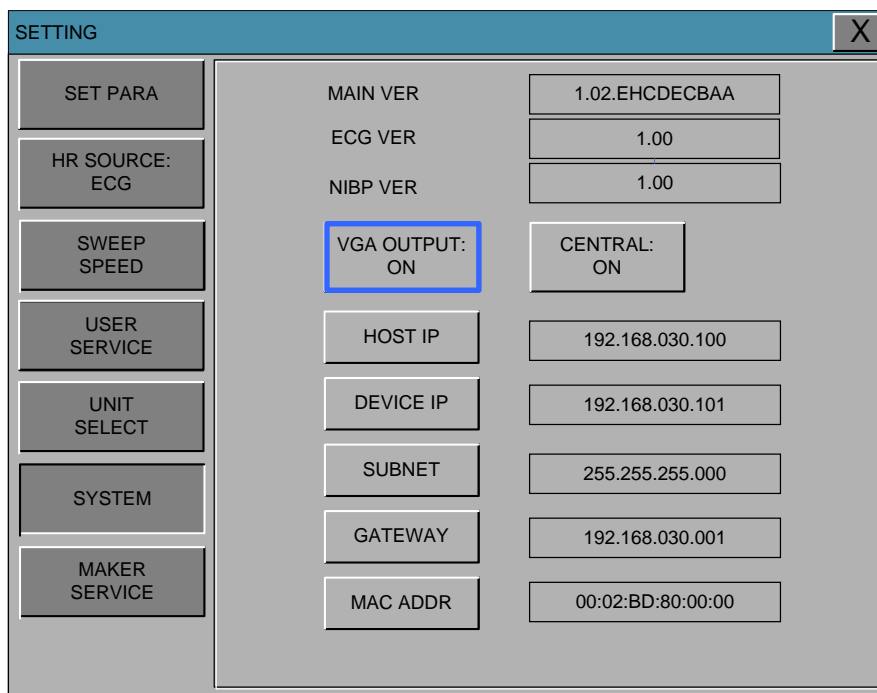 SETTING
X
SET PARA
HR SOURCE:
ECG
SWEEP
SPEED
USER
SERVICE
UNIT
SELECT
SYSTEM
MAKER
SERVICE
MAIN VER
1.02.EHCDECBAA
ECG VER
1.00
NIBP VER
1.00
VGA OUTPUT:
ON
CENTRAL:
ON
HOST IP
192.168.030.100
DEVICE IP
192.168.030.101
SUBNET
255.255.255.000
GATEWAY
192.168.030.001
MAC ADDR
00:02:BD:80:00:00